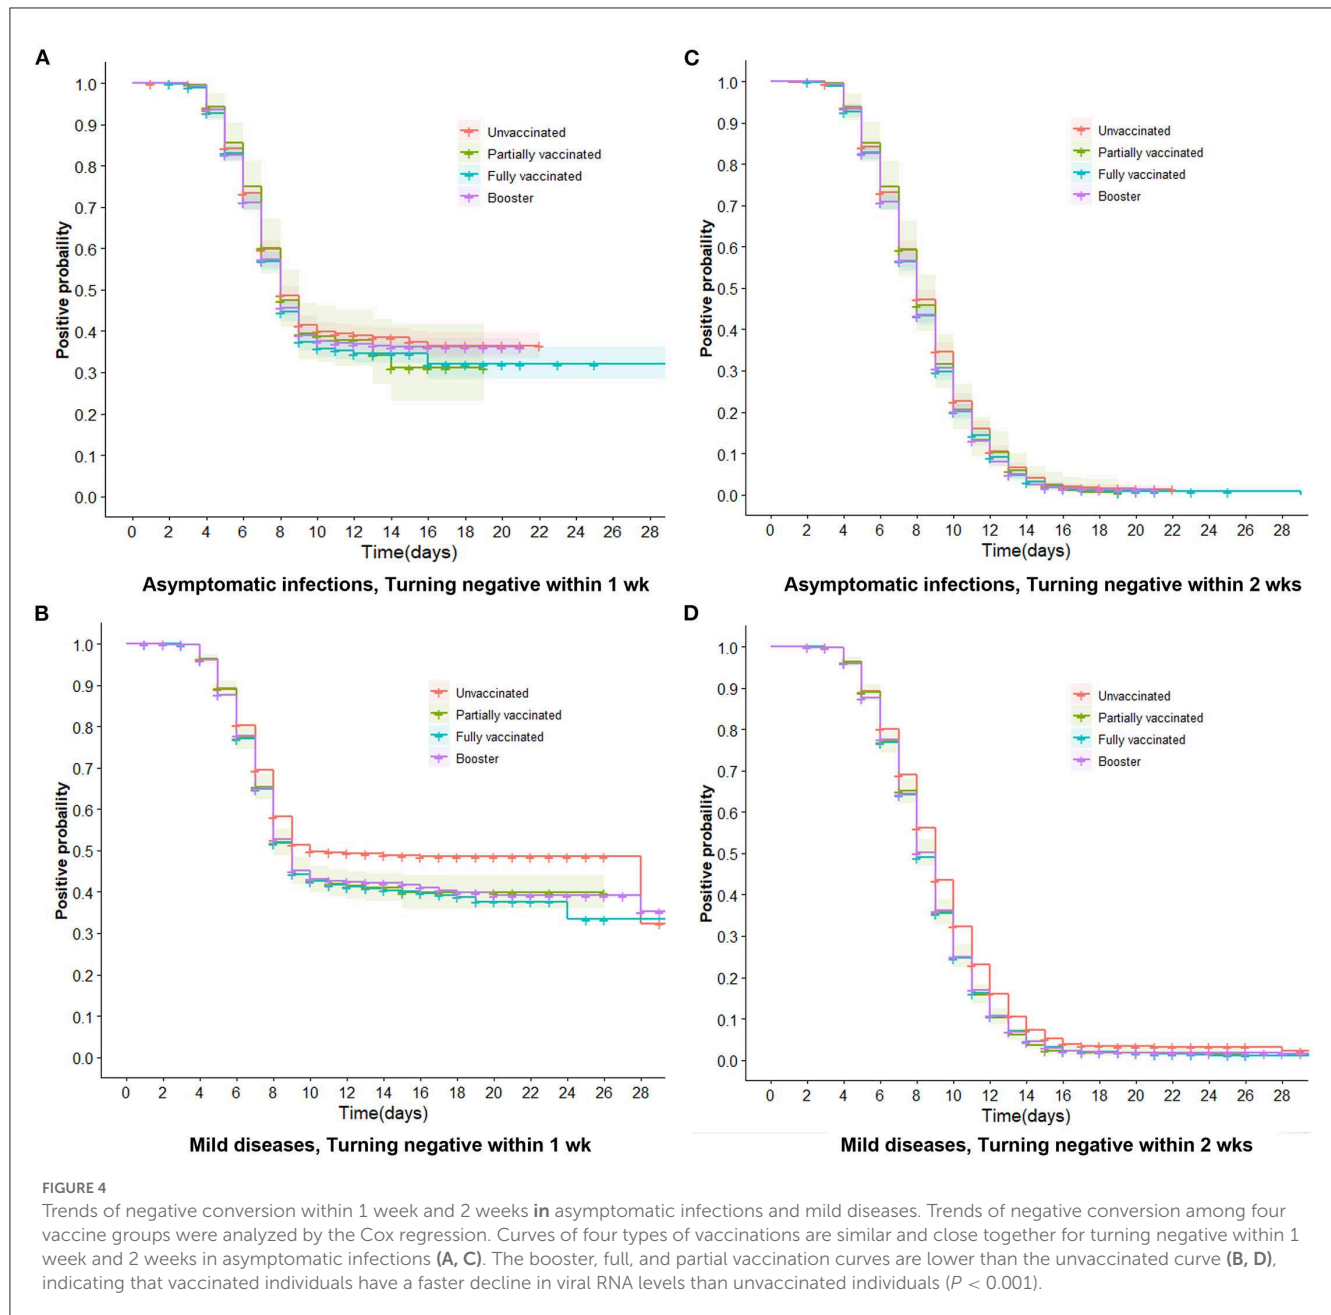 A
1.0
0.9
0.8
0.7
0.6
0.5
0.4
0.3
0.2
0.1
0.0
Positive probaility
Unvaccinated
Partially vaccinated
Fully vaccinated
Booster
0 2 4 6 8 10 12 14 16 18 20 22 24 26 28
Time(days)
Asymptomatic infections, Turning negative within 1 wk
C
1.0
0.9
0.8
0.7
0.6
0.5
0.4
0.3
0.2
0.1
0.0
Positive probability
Unvaccinated
Partially vaccinated
Fully vaccinated
Booster
0 2 4 6 8 10 12 14 16 18 20 22 24 26 28
Time(days)
Asymptomatic infections, Turning negative within 2 wks
B
1.0
0.9
0.8
0.7
0.6
0.5
0.4
0.3
0.2
0.1
0.0
Positive probaility
Unvaccinated
Partially vaccinated
Fully vaccinated
Booster
0 2 4 6 8 10 12 14 16 18 20 22 24 26 28
Time(days)
Mild diseases, Turning negative within 1 wk
D
1.0
0.9
0.8
0.7
0.6
0.5
0.4
0.3
0.2
0.1
0.0
Positive probability
Unvaccinated
Partially vaccinated
Fully vaccinated
Booster
0 2 4 6 8 10 12 14 16 18 20 22 24 26 28
Time(days)
Mild diseases, Turning negative within 2 wks
FIGURE 4
Trends of negative conversion within 1 week and 2 weeks in asymptomatic infections and mild diseases. Trends of negative conversion among four
vaccine groups were analyzed by the Cox regression. Curves of four types of vaccinations are similar and close together for turning negative within 1
week and 2 weeks in asymptomatic infections (A, C). The booster, full, and partial vaccination curves are lower than the unvaccinated curve (B, D),
indicating that vaccinated individuals have a faster decline in viral RNA levels than unvaccinated individuals (P < 0.001).